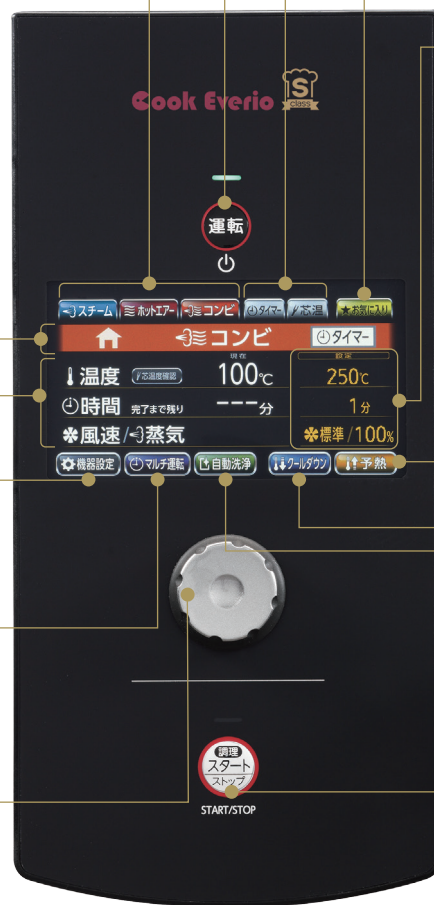 Cook Everio S class
運転
スチーム ホットエアー コンビ タイマー 芯温 お気に入り
コンビ タイマー
現在 設定
温度 芯温度確認 100℃ 250℃
時間 完了まで残り ---分 1分
風速/蒸気 標準/100%
機器設定 マルチ運転 自動洗浄 クールダウン 予熱
調理
スタート
ストップ
START/STOP